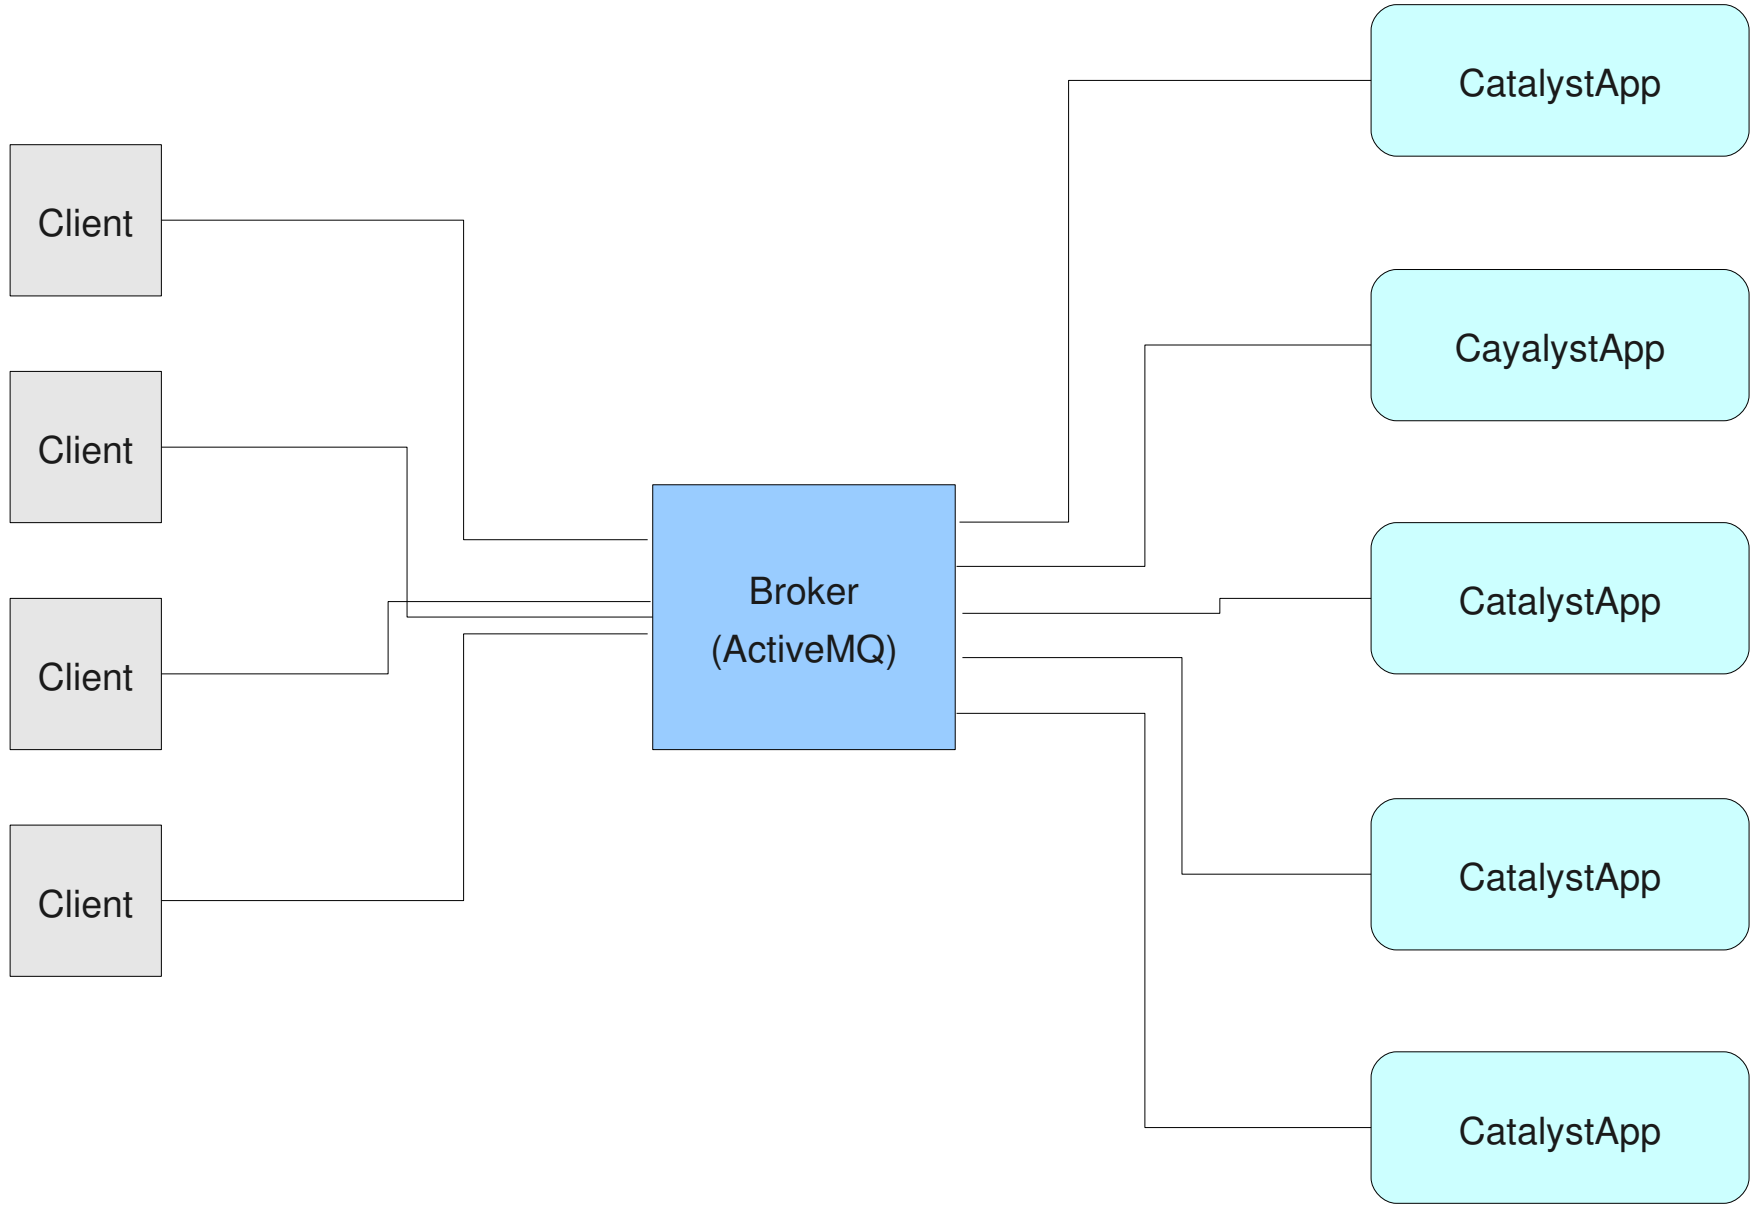 Client
Client
Client
Client
Broker
(ActiveMQ)
CatalystApp
CayalystApp
CatalystApp
CatalystApp
CatalystApp